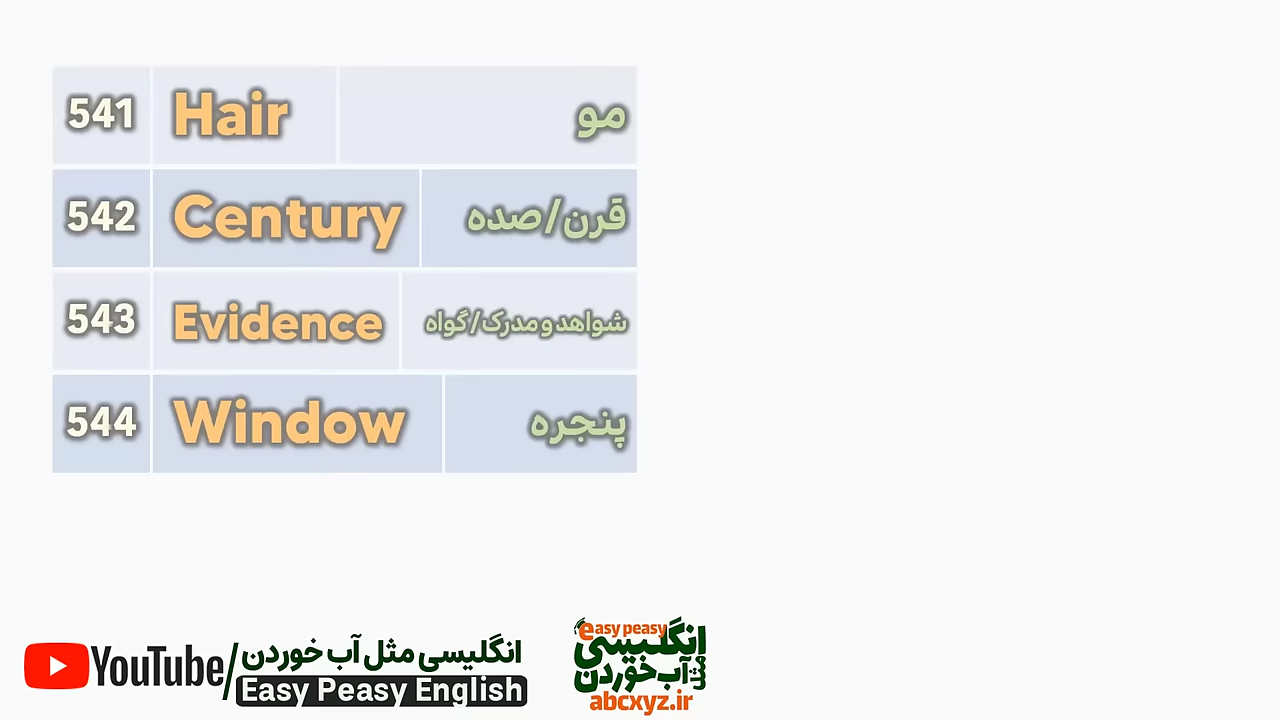 541 Hair مو
542 Century قرن/صده
543 Evidence شواهد و مدرک/گواه
544 Window پنجره
YouTube/انگلیسی مثل آب خوردن
Easy Peasy English
easy peasy
انگلیسی
مثل
آب خوردن
abcxyz.ir